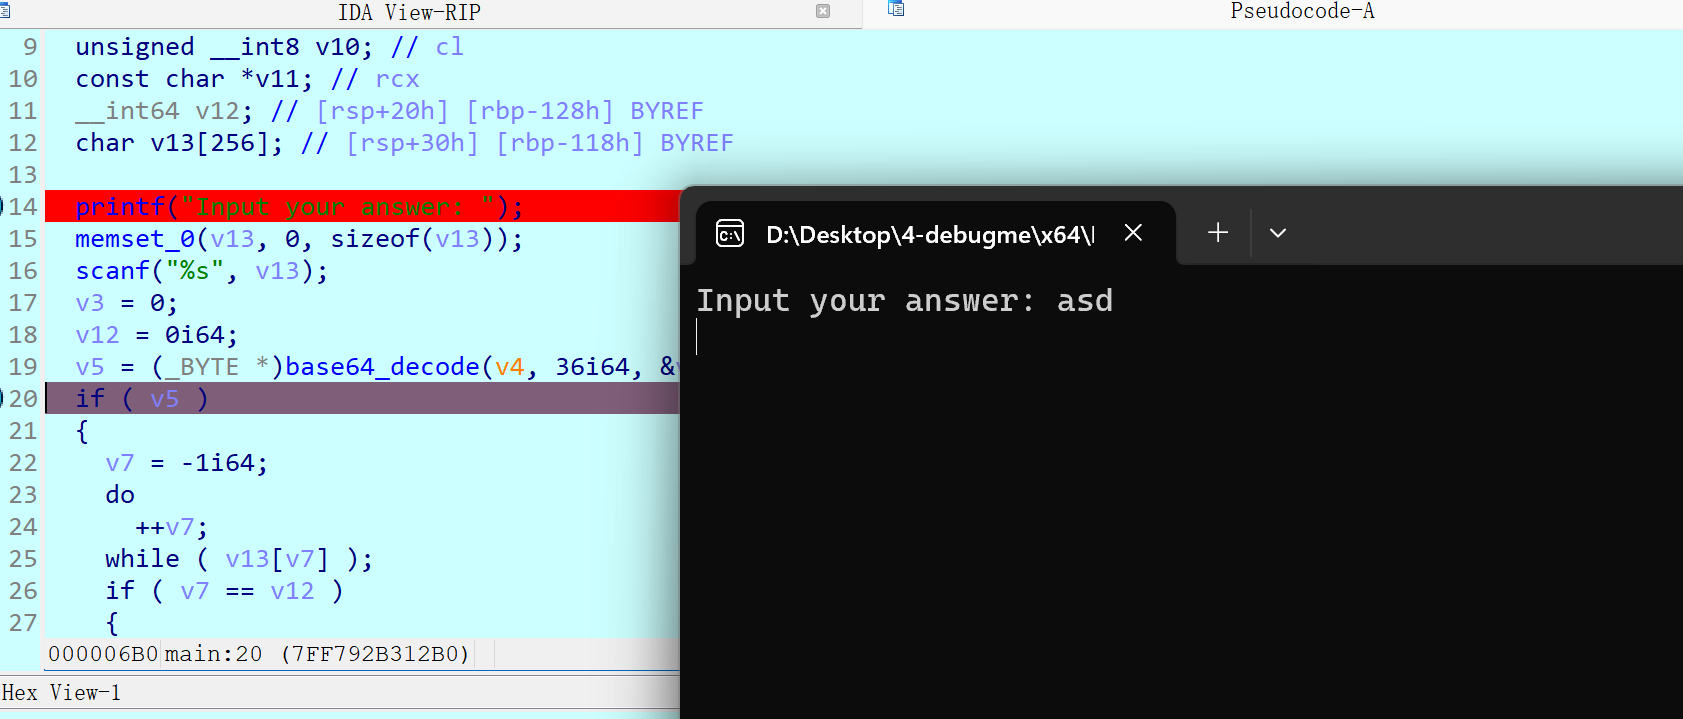 IDA View-RIP
Pseudocode-A
9 unsigned __int8 v10; // cl
10 const char *v11; // rcx
11 __int64 v12; // [rsp+20h] [rbp-128h] BYREF
12 char v13[256]; // [rsp+30h] [rbp-118h] BYREF
13
14 printf("Input your answer: ");
15 memset_0(v13, 0, sizeof(v13));
16 scanf("%s", v13);
17 v3 = 0;
18 v12 = 0i64;
19 v5 = (_BYTE *)base64_decode(v4, 36i64, &
20 if ( v5 )
21 {
22 v7 = -1i64;
23 do
24 ++v7;
25 while ( v13[v7] );
26 if ( v7 == v12 )
27 {
000006B0 main:20 (7FF792B312B0)
Hex View-1
D:\Desktop\4-debugme\x64\
Input your answer: asd